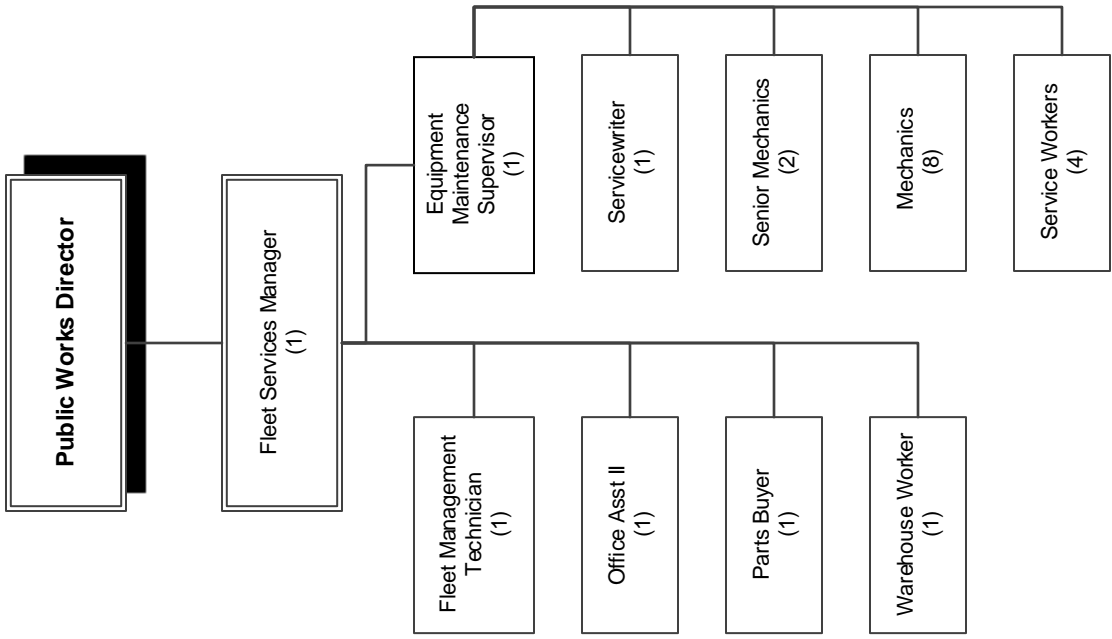 Public Works Director
Fleet Services Manager
(1)
Fleet Management
Technician
(1)
Office Asst II
(1)
Parts Buyer
(1)
Warehouse Worker
(1)
Equipment
Maintenance
Supervisor
(1)
Servicewriter
(1)
Senior Mechanics
(2)
Mechanics
(8)
Service Workers
(4)